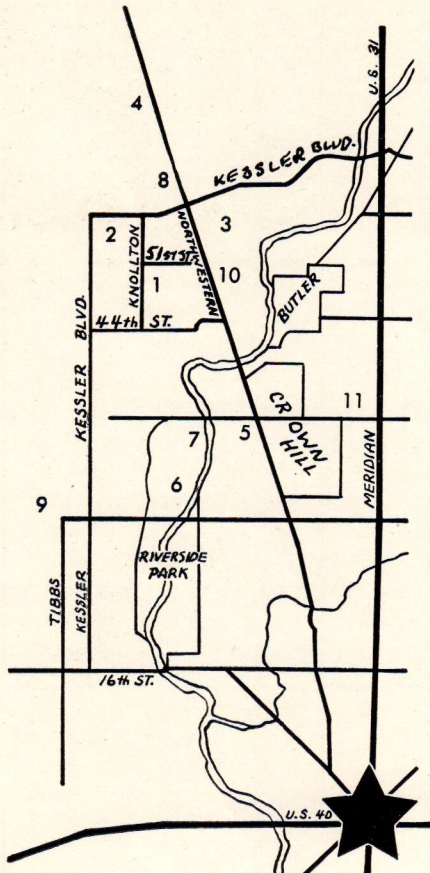 U.S. 31
4
KESSLER BLVD.
8
2
KNOLLTON
NORTHWESTERN
3
51ST ST.
1
10
BUTLER
KESSLER BLVD.
44th ST.
CROWN
HILL
11
7
5
MERIDIAN
6
9
RIVERSIDE
PARK
TIBBS
KESSLER
16th ST.
U.S. 40